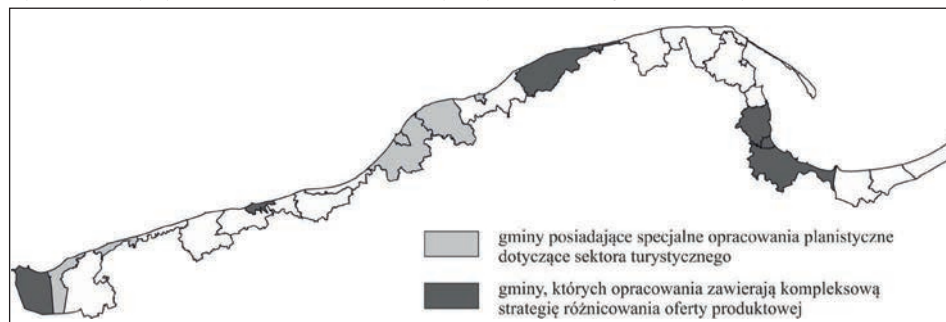 gminy posiadające specjalne opracowania planistyczne
dotyczące sektora turystycznego
gminy, których opracowania zawierają kompleksową
strategię różnicowania oferty produktowej